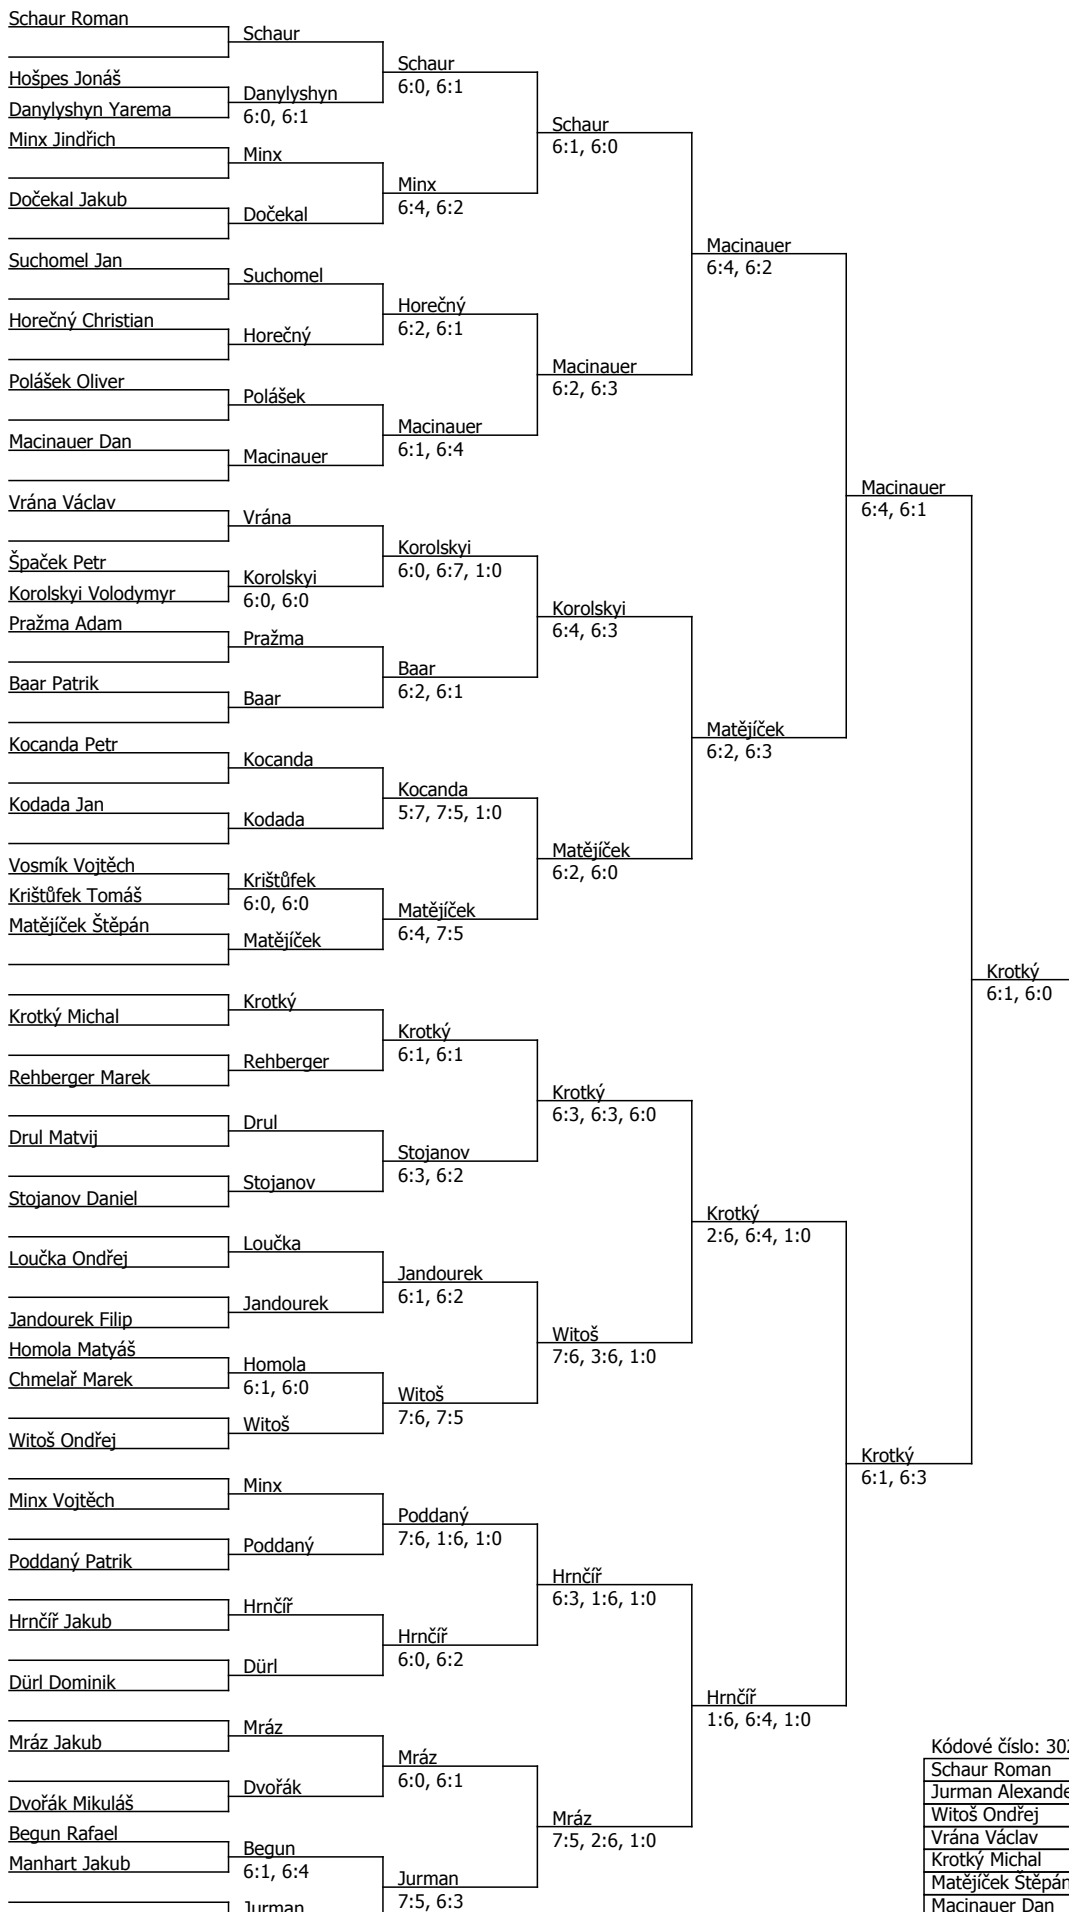 Schaur Roman
Schaur
Schaur
6:0, 6:1
Hošpes Jonáš
Danylyshyn
Danylyshyn Yarema
6:0, 6:1
Schaur
6:1, 6:0
Minx Jindřich
Minx
Minx
6:4, 6:2
Dočekal Jakub
Dočekal
Macinauer
6:4, 6:2
Suchomel Jan
Suchomel
Horečný
6:2, 6:1
Horečný Christian
Horečný
Macinauer
6:2, 6:3
Polášek Oliver
Polášek
Macinauer
6:1, 6:4
Macinauer Dan
Macinauer
Macinauer
6:4, 6:1
Vrána Václav
Vrána
Korolskyi
6:0, 6:7, 1:0
Špaček Petr
Korolskyi
Korolskyi Volodymyr
6:0, 6:0
Korolskyi
6:4, 6:3
Pražma Adam
Pražma
Baar
6:2, 6:1
Baar Patrik
Baar
Matějíček
6:2, 6:3
Kocanda Petr
Kocanda
Kocanda
5:7, 7:5, 1:0
Kodada Jan
Kodada
Matějíček
6:2, 6:0
Vosmík Vojtěch
Krištůfek
Krištůfek Tomáš
6:0, 6:0
Matějíček
6:4, 7:5
Matějíček Štěpán
Matějíček
Krotký
6:1, 6:0
Krotký
Krotký Michal
Krotký
6:1, 6:1
Rehberger
Rehberger Marek
Krotký
6:3, 6:3, 6:0
Drul
Drul Matvij
Stojanov
6:3, 6:2
Stojanov
Stojanov Daniel
Krotký
2:6, 6:4, 1:0
Loučka
Loučka Ondřej
Jandourek
6:1, 6:2
Jandourek
Jandourek Filip
Witoš
7:6, 3:6, 1:0
Homola Matyáš
Homola
Chmelař Marek
6:1, 6:0
Witoš
7:6, 7:5
Witoš
Witoš Ondřej
Krotký
6:1, 6:3
Minx
Minx Vojtěch
Poddaný
7:6, 1:6, 1:0
Poddaný
Poddaný Patrik
Hrnčíř
6:3, 1:6, 1:0
Hrnčíř
Hrnčíř Jakub
Hrnčíř
6:0, 6:2
Dürl
Dürl Dominik
Hrnčíř
1:6, 6:4, 1:0
Mráz
Mráz Jakub
Mráz
6:0, 6:1
Dvořák
Dvořák Mikuláš
Mráz
7:5, 2:6, 1:0
Begun Rafael
Begun
Manhart Jakub
6:1, 6:4
Jurman
7:5, 6:3
Jurman
Kódové číslo: 302
Schaur Roman
Jurman Alexande
Witoš Ondřej
Vrána Václav
Krotký Michal
Matějíček Štěpán
Macinauer Dan